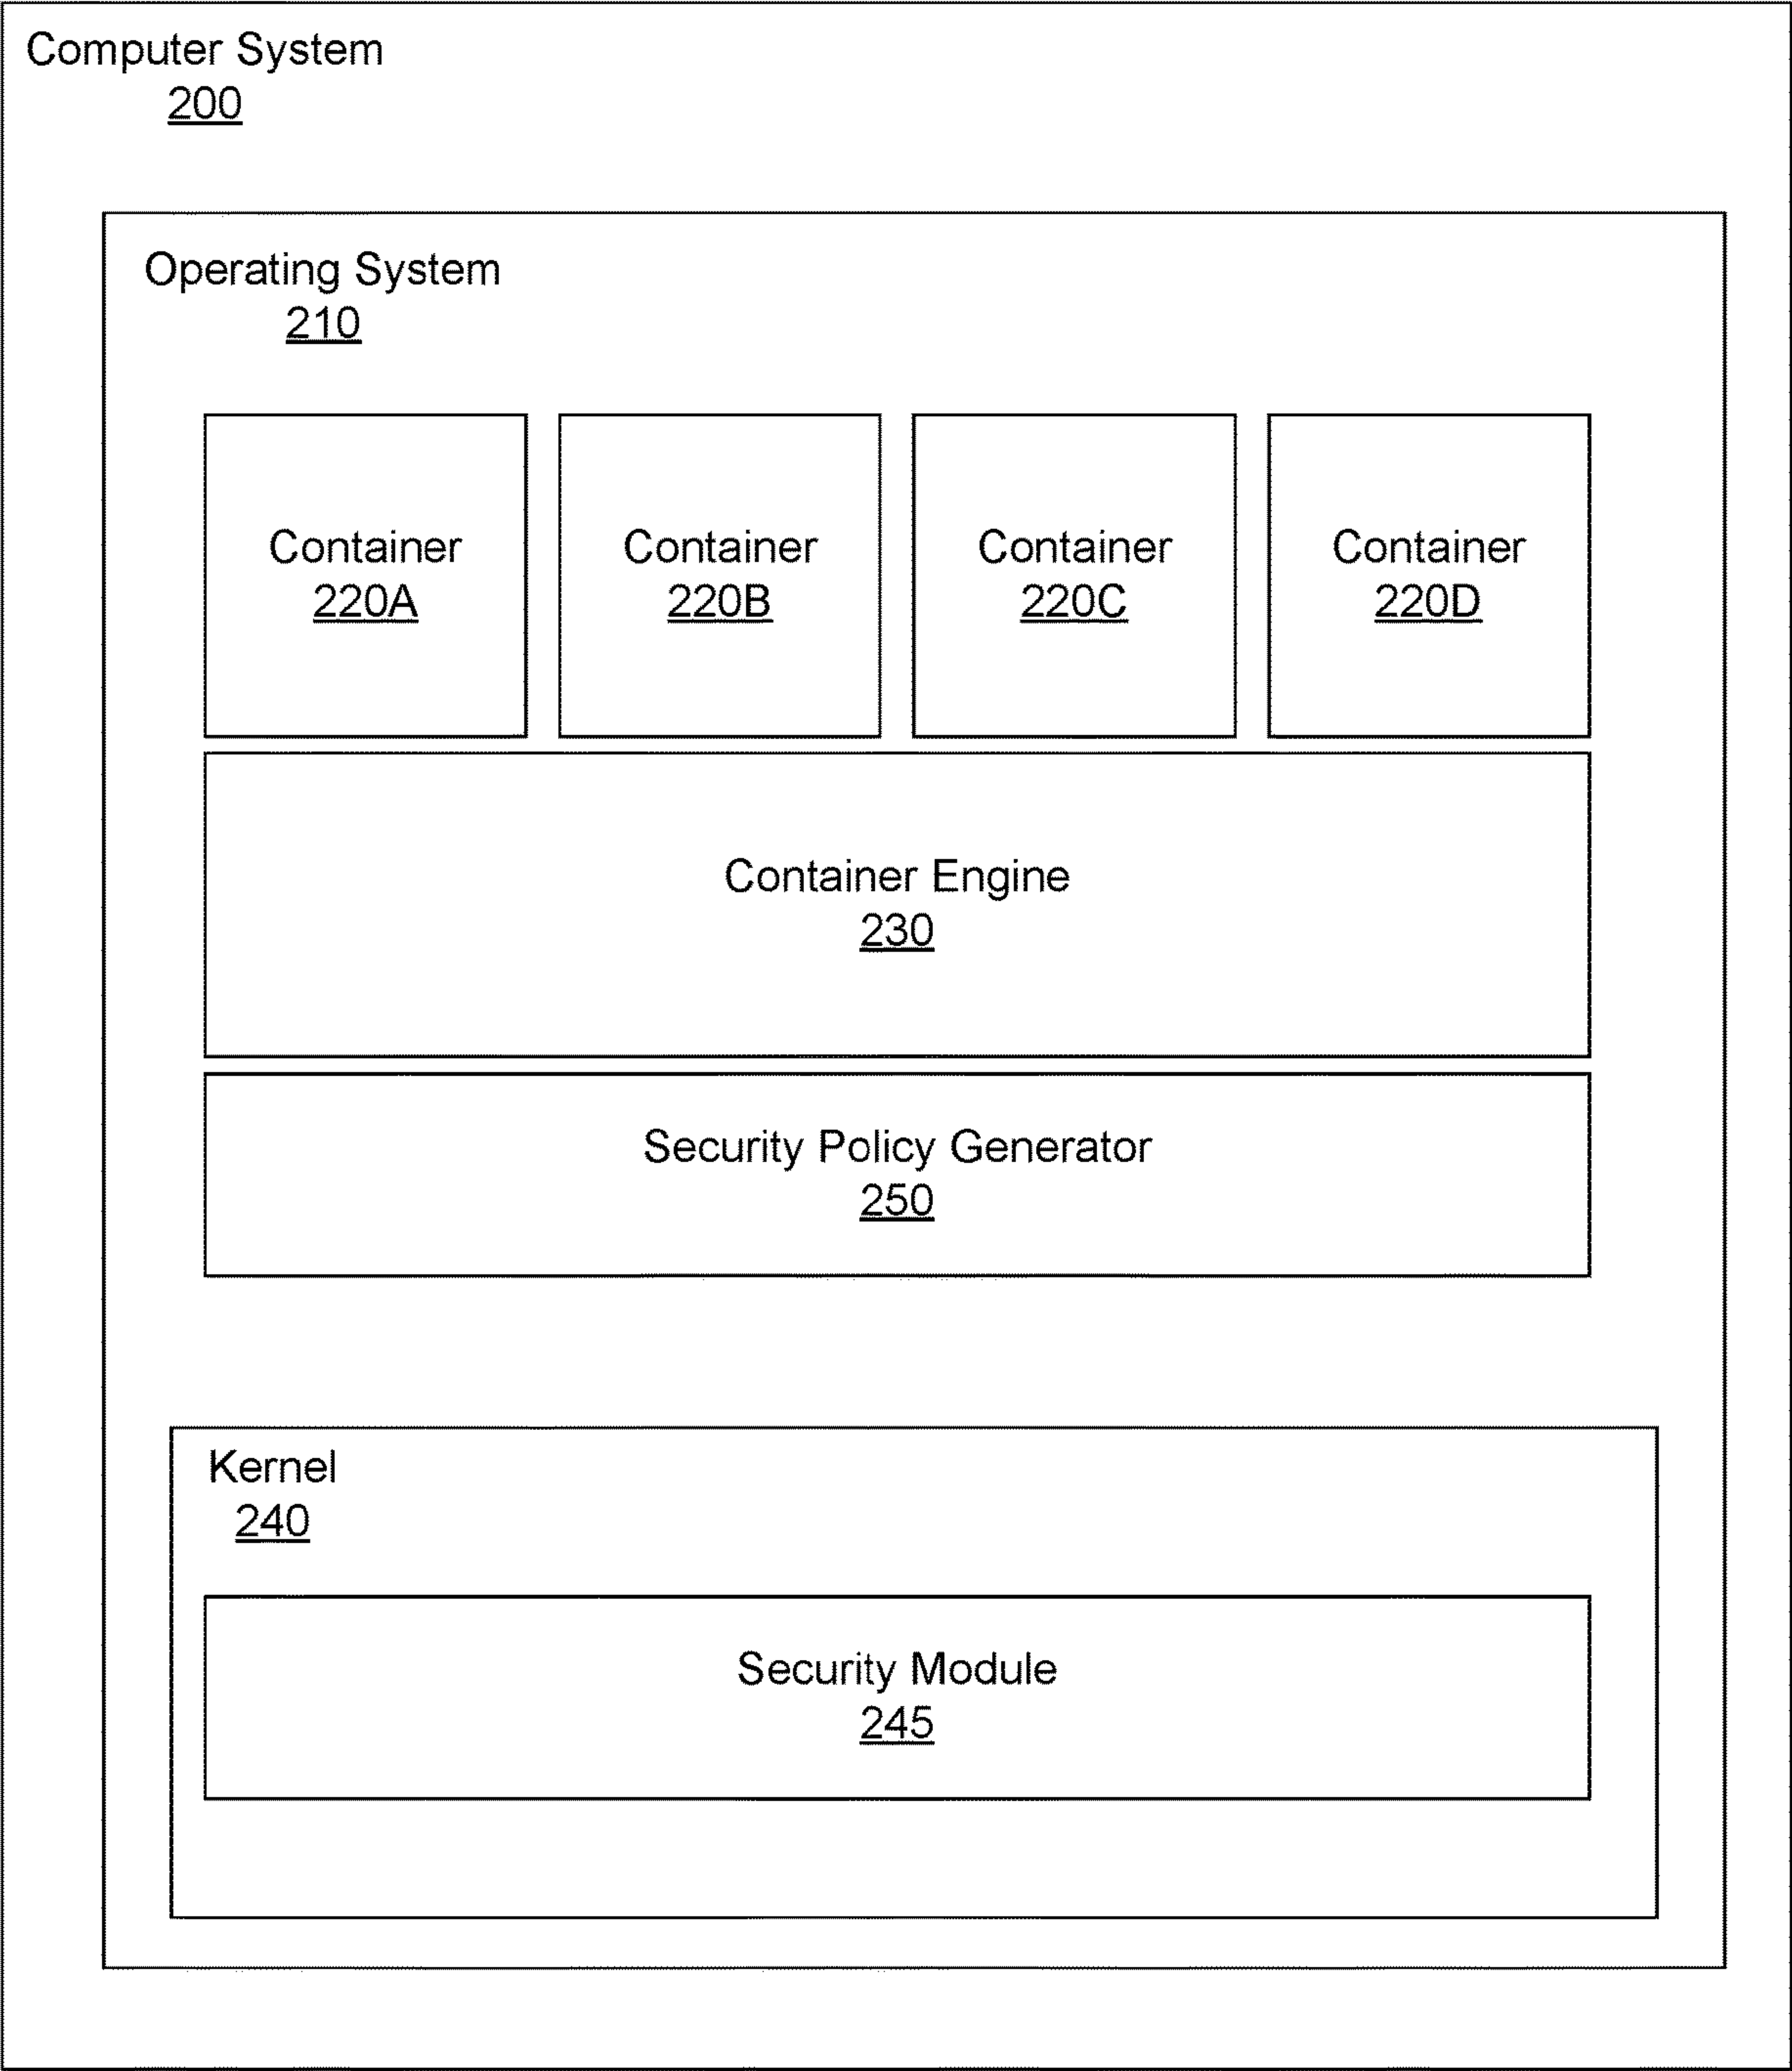 Computer System
200
Operating System
210
Container
220A
Container
220B
Container
220C
Container
220D
Container Engine
230
Security Policy Generator
250
Kernel
240
Security Module
245